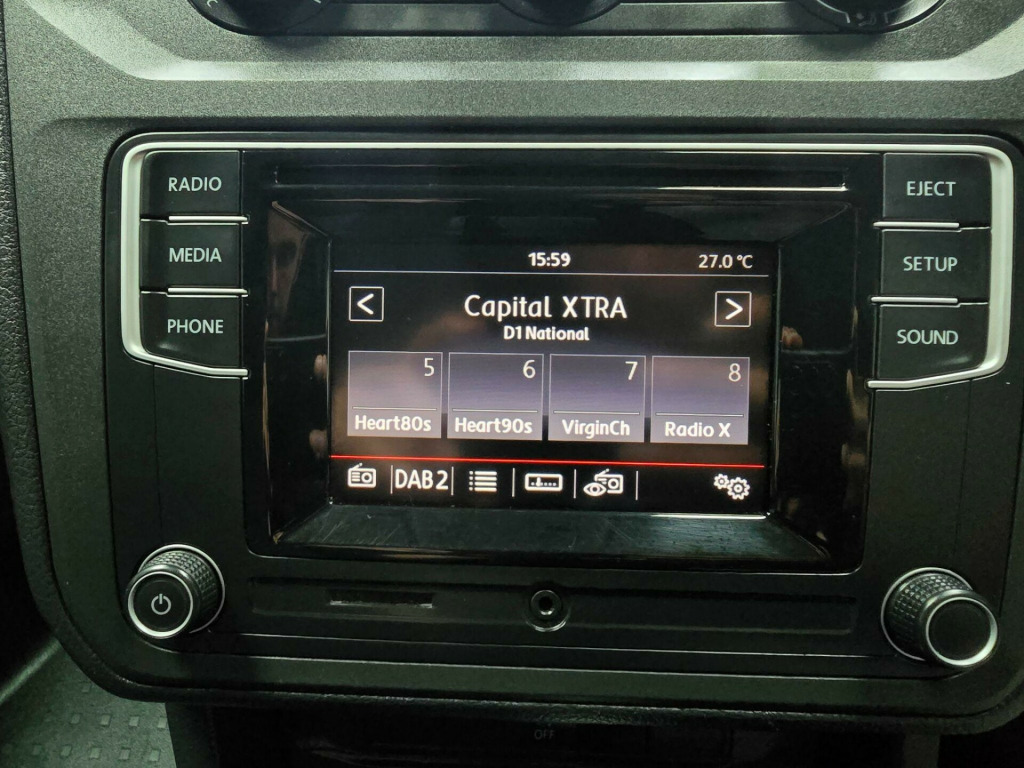 RADIO
MEDIA
PHONE
EJECT
SETUP
SOUND
15:59 27.0 °C
< Capital XTRA >
D1 National
5 6 7 8
Heart80s Heart90s VirginCh Radio X
DAB 2
OFF